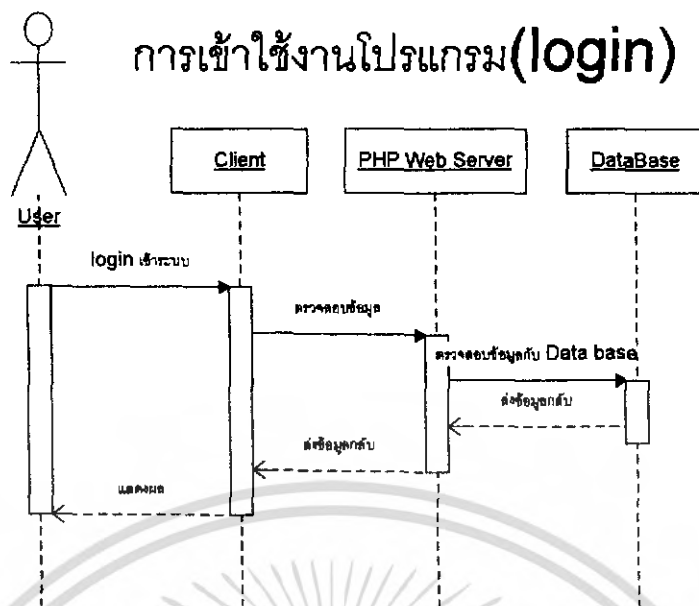 การเข้าใช้งานโปรแกรม(login)
Client
PHP Web Server
DataBase
User
login เข้าระบบ
ตรวจสอบข้อมูล
ตรวจสอบข้อมูลกับ Data base
ส่งข้อมูลกลับ
ส่งข้อมูลกลับ
แสดงผล